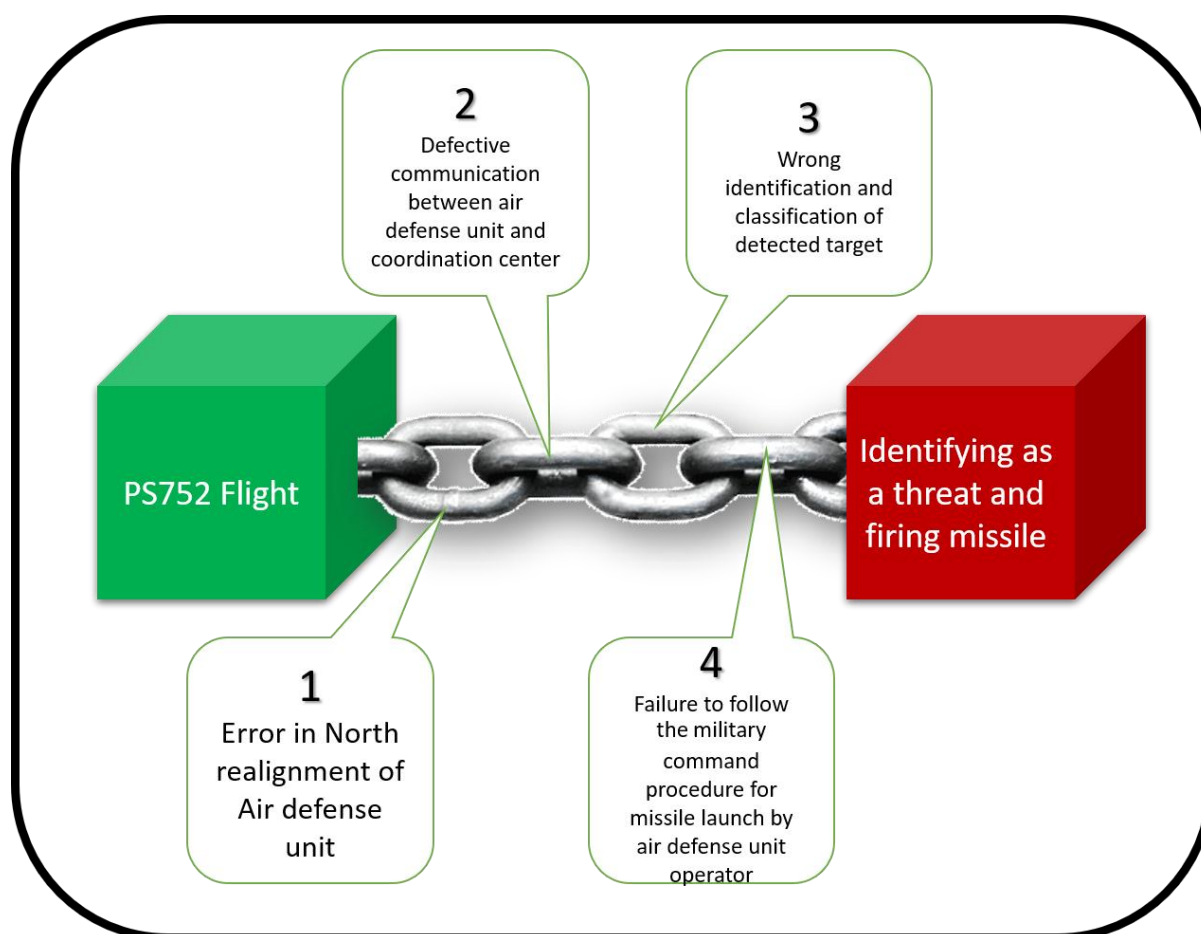 PS752 Flight
1
Error in North
realignment of
Air defense
unit
2
Defective
communication
between air
defense unit and
coordination center
3
Wrong
identification and
classification of
detected target
4
Failure to follow
the military
command
procedure for
missile launch by
air defense unit
operator
Identifying as
a threat and
firing missile